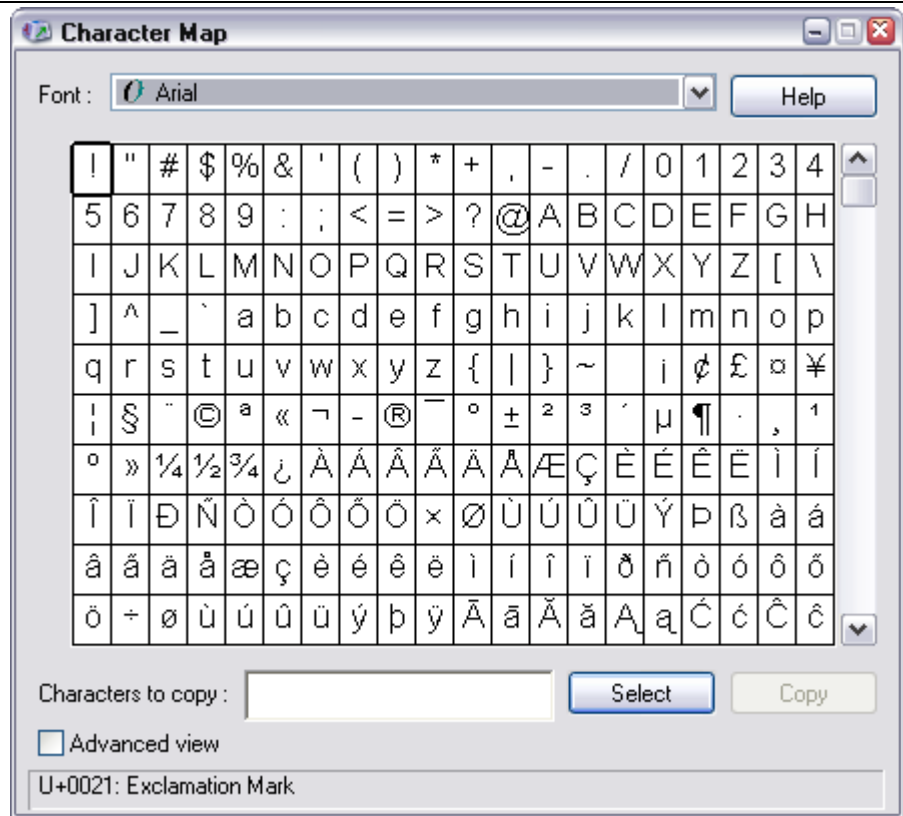 Character Map
Font : Arial Help
! " # $ % & ' ( ) * + , - . / 0 1 2 3 4
5 6 7 8 9 : ; < = > ? @ A B C D E F G H
I J K L M N O P Q R S T U V W X Y Z [ \
] ^ _ ` a b c d e f g h i j k l m n o p
q r s t u v w x y z { | } ~ ¡ ¢ £ ¤ ¥
¦ § ¨ © ª « ¬ - ® ¯ ° ± ² ³ ´ µ ¶ · ¸ ¹
º » ¼ ½ ¾ ¿ À Á Â Ã Ä Å Æ Ç È É Ê Ë Ì Í
Î Ï Ð Ñ Ò Ó Ô Õ Ö × Ø Ù Ú Û Ü Ý Þ ß à á
â ã ä å æ ç è é ê ë ì í î ï ð ñ ò ó ô õ
ö ÷ ø ù ú û ü ý þ ÿ Ā ā Ă ă Ą ą Ć ć Ĉ ĉ
Characters to copy : Select Copy
Advanced view
U+0021: Exclamation Mark